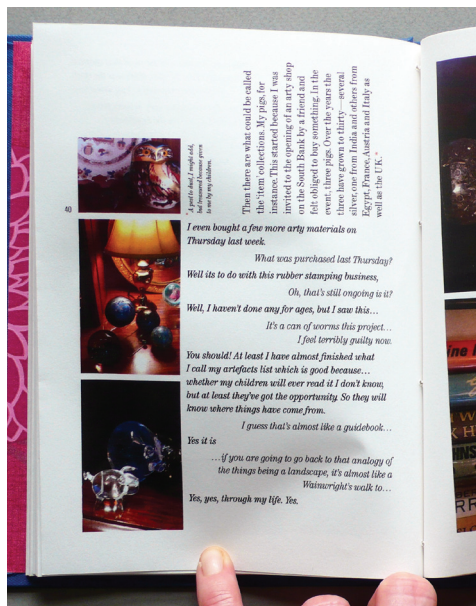 40
Then there are what could be called
the 'item' collections. My pigs, for
instance. This started because I was
invited to the opening of an arty shop
on the South Bank by a friend and
felt obliged to buy something. In the
event, three pigs. Over the years the
three have grown to thirty—several
silver, one from India and others from
Egypt, France, Austria and Italy as
well as the U.K.*
*A pest to dust, I might add,
but treasured because given
to me by my children.
I even bought a few more arty materials on
Thursday last week.
What was purchased last Thursday?
Well its to do with this rubber stamping business,
Oh, that's still ongoing is it?
Well, I haven't done any for ages, but I saw this…
It's a can of worms this project…
I feel terribly guilty now.
You should! At least I have almost finished what
I call my artefacts list which is good because…
whether my children will ever read it I don't know,
but at least they've got the opportunity. So they will
know where things have come from.
I guess that's almost like a guidebook…
Yes it is
…if you are going to go back to that analogy of
the things being a landscape, it's almost like a
Wainwright's walk to…
Yes, yes, through my life. Yes.